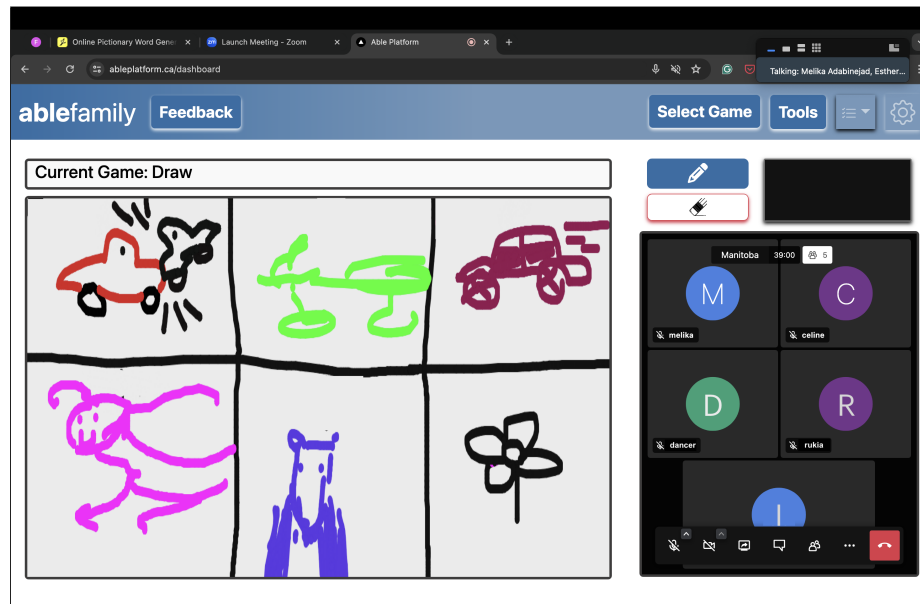 Online Pictionary Word Gene
Launch Meeting - Zoom
Able Platform
ableplatform.ca/dashboard
Talking: Melika Adabinejad, Esther...
ablefamily
Feedback
Select Game
Tools
Current Game: Draw
Manitoba 39:00 5
M
C
melika
celine
D
R
dancer
rukia